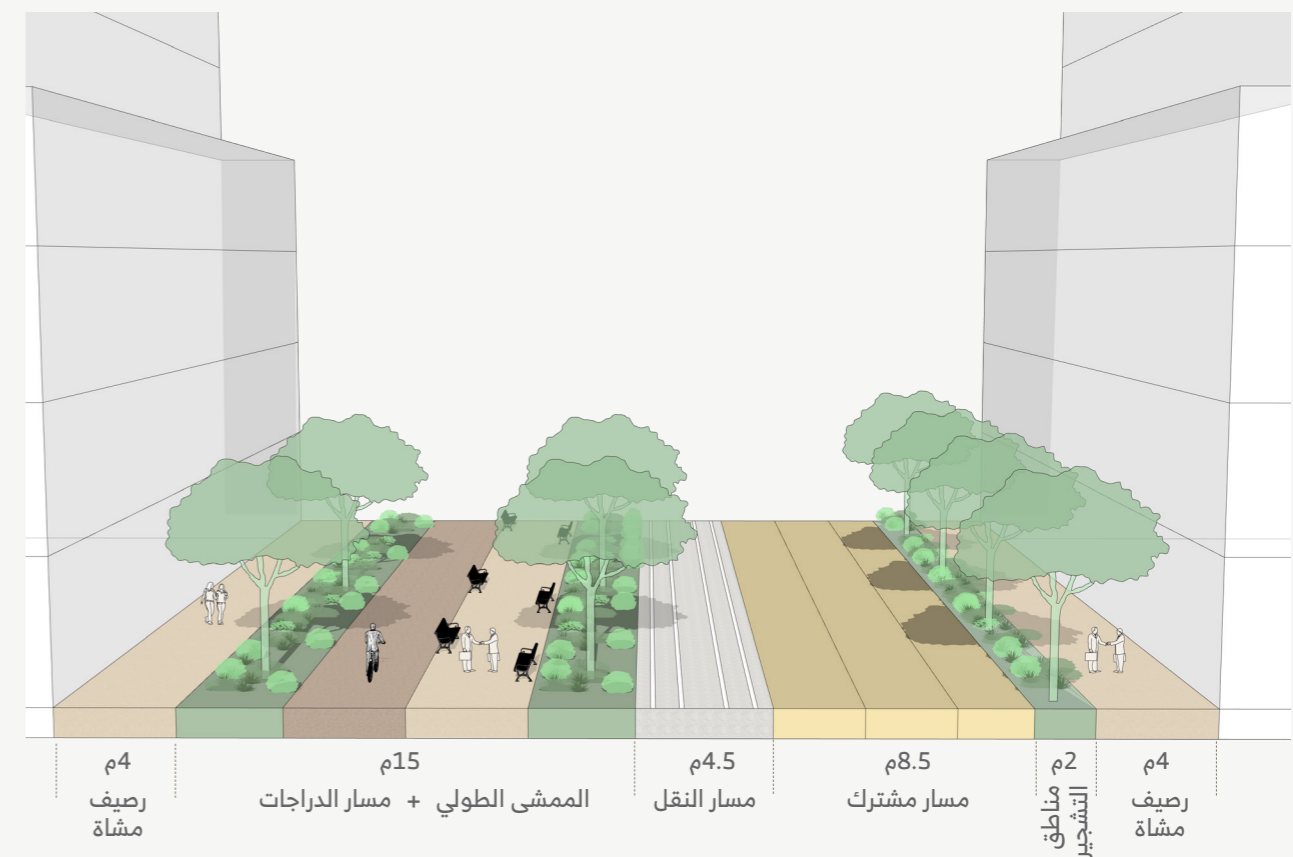 4م
2م
8.5م
4.5م
15م
4م
رصيف
مشاة
مناطق
التشجير
مسار مشترك
مسار النقل
الممشى الطولي + مسار الدراجات
رصيف
مشاة